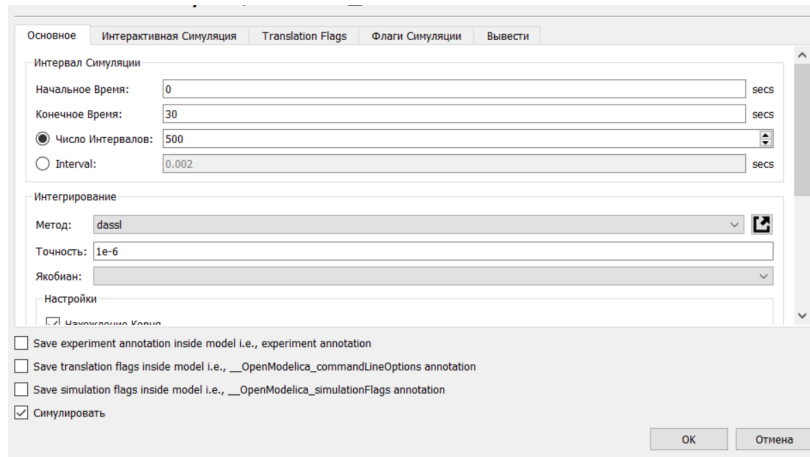 Основное Интерактивная Симуляция Translation Flags Флаги Симуляции Вывести
Интервал Симуляции
Начальное Время: 0 secs
Конечное Время: 30 secs
Число Интервалов: 500
Interval: 0.002 secs
Интегрирование
Метод: dassl
Точность: 1e-6
Якобиан:
Настройки
Нахождение Корня
Save experiment annotation inside model i.e., experiment annotation
Save translation flags inside model i.e., __OpenModelica_commandLineOptions annotation
Save simulation flags inside model i.e., __OpenModelica_simulationFlags annotation
Симулировать
OK Отмена